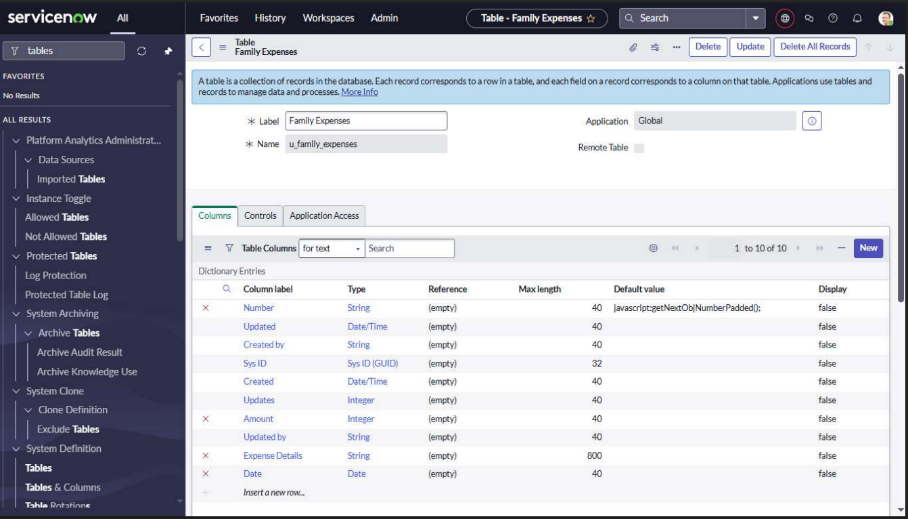 servicenow All Favorites History Workspaces Admin Table - Family Expenses Search
tables
FAVORITES
No Results
ALL RESULTS
Platform Analytics Administrat...
Data Sources
Imported Tables
Instance Toggle
Allowed Tables
Not Allowed Tables
Protected Tables
Log Protection
Protected Table Log
System Archiving
Archive Tables
Archive Audit Result
Archive Knowledge Use
System Clone
Clone Definition
Exclude Tables
System Definition
Tables
Tables & Columns
Table Rotations
Table
Family Expenses
Delete Update Delete All Records
A table is a collection of records in the database. Each record corresponds to a row in a table, and each field on a record corresponds to a column on that table. Applications use tables and
records to manage data and processes. More Info
Label Family Expenses Application Global
Name u_family_expenses Remote Table
Columns Controls Application Access
Table Columns for text Search 1 to 10 of 10 New
Dictionary Entries
Column label Type Reference Max length Default value Display
Number String (empty) 40 javascript:getNextObjNumberPadded(); false
Updated Date/Time (empty) 40 false
Created by String (empty) 40 false
Sys ID Sys ID (GUID) (empty) 32 false
Created Date/Time (empty) 40 false
Updates Integer (empty) 40 false
Amount Integer (empty) 40 false
Updated by String (empty) 40 false
Expense Details String (empty) 800 false
Date Date (empty) 40 false
Insert a new row...